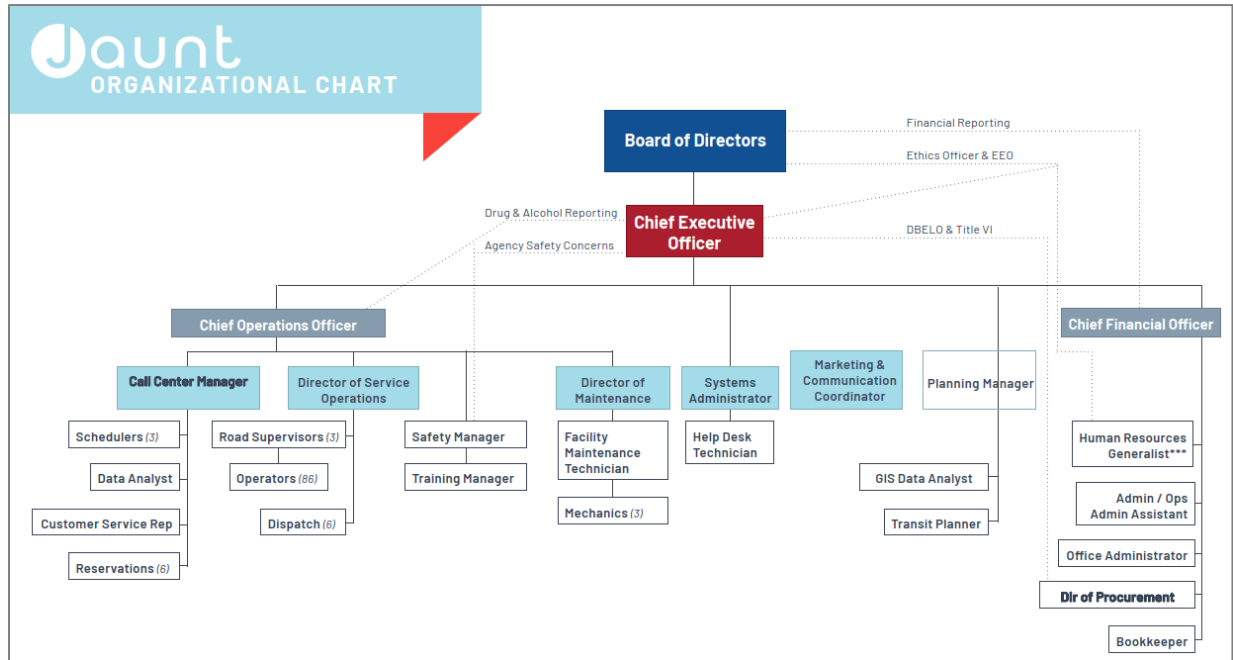 Jaunt
ORGANIZATIONAL CHART
Board of Directors
Financial Reporting
Ethics Officer & EEO
Drug & Alcohol Reporting
Chief Executive
Officer
Agency Safety Concerns
DBELO & Title VI
Chief Operations Officer
Chief Financial Officer
Call Center Manager
Director of Service
Operations
Director of
Maintenance
Systems
Administrator
Marketing &
Communication
Coordinator
Planning Manager
Schedulers (3)
Road Supervisors (3)
Safety Manager
Facility
Maintenance
Technician
Help Desk
Technician
Human Resources
Generalist***
Data Analyst
Operators (86)
Training Manager
GIS Data Analyst
Admin / Ops
Admin Assistant
Customer Service Rep
Dispatch (6)
Mechanics (3)
Transit Planner
Office Administrator
Reservations (6)
Dir of Procurement
Bookkeeper